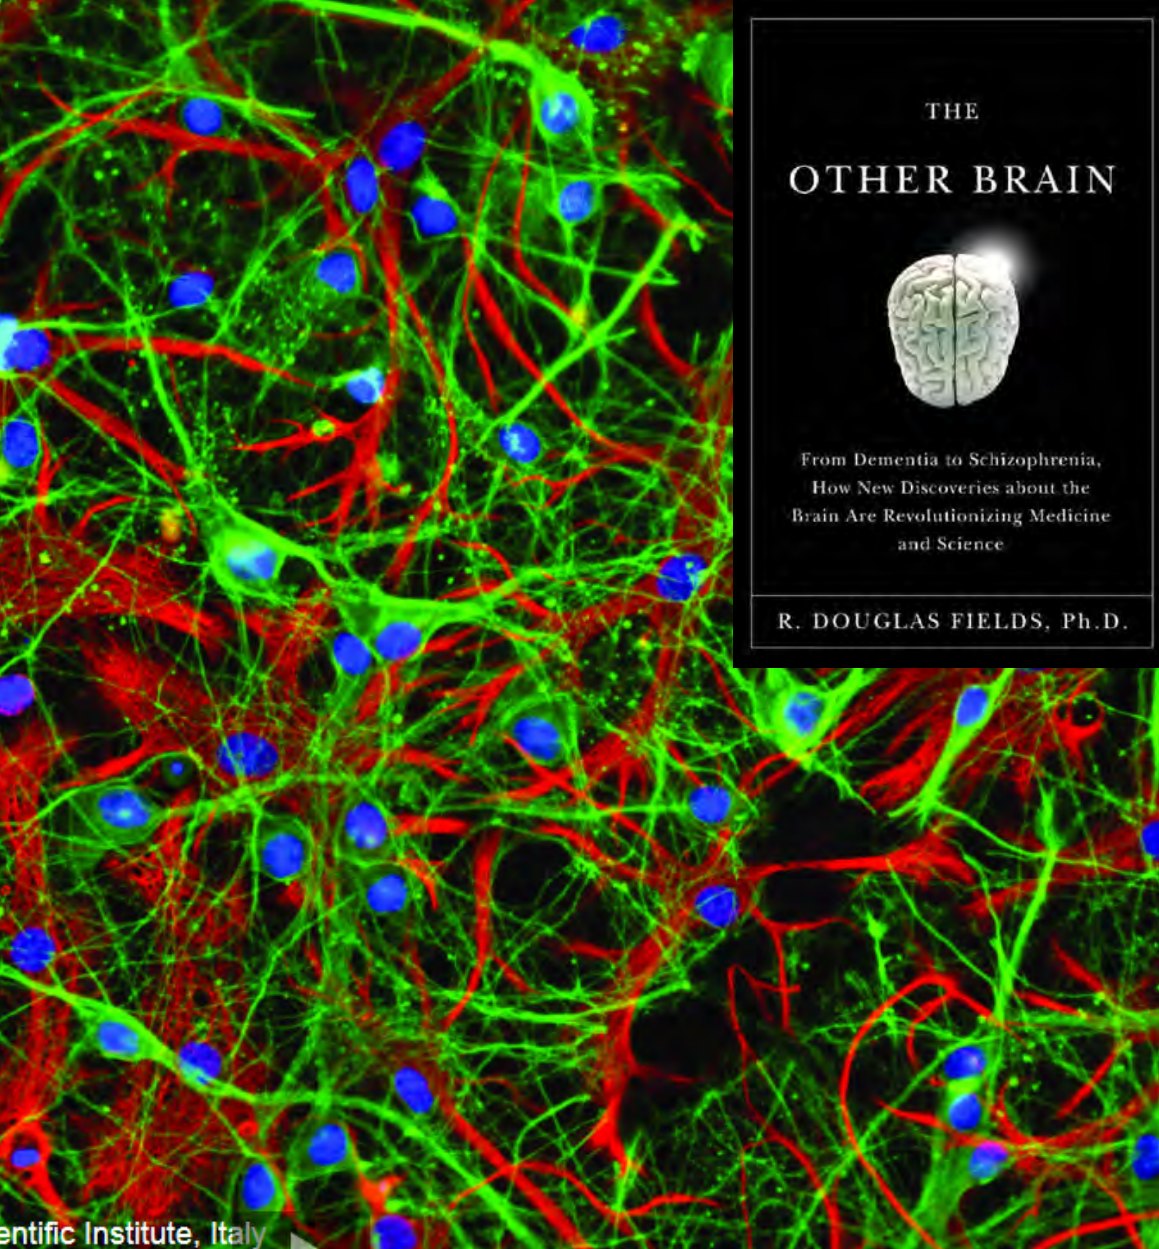 THE
OTHER BRAIN
From Dementia to Schizophrenia,
How New Discoveries about the
Brain Are Revolutionizing Medicine
and Science
R. DOUGLAS FIELDS, Ph.D.
entific Institute, Italy